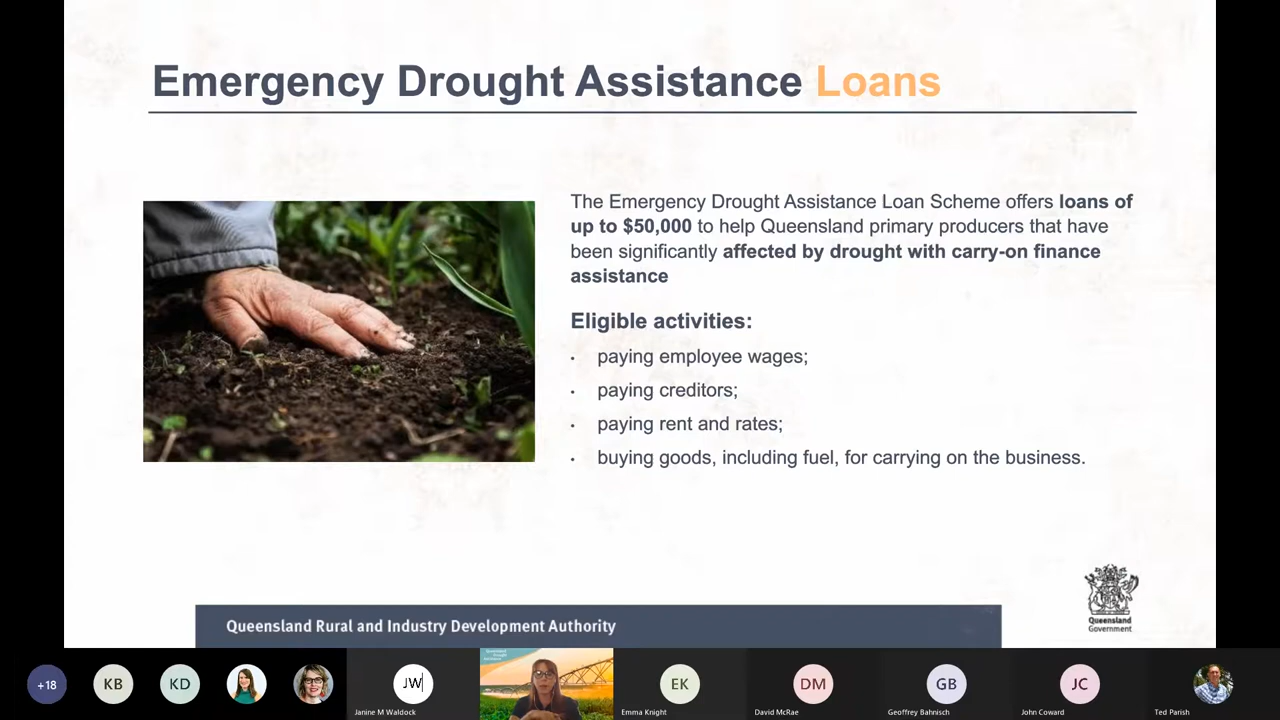 Emergency Drought Assistance Loans
The Emergency Drought Assistance Loan Scheme offers loans of
up to $50,000 to help Queensland primary producers that have
been significantly affected by drought with carry-on finance
assistance
Eligible activities:
• paying employee wages;
• paying creditors;
• paying rent and rates;
• buying goods, including fuel, for carrying on the business.
Queensland
Government
Queensland Rural and Industry Development Authority
+18
KB
KD
JW
EK
DM
GB
JC
Janine M Waldock
Emma Knight
David McRae
Geoffrey Bahnisch
John Coward
Ted Parish